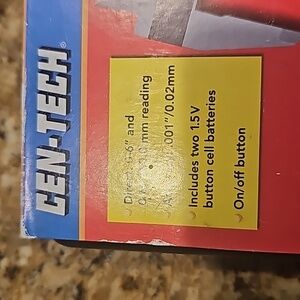 CEN-TECH®
Direct 0-6" and
mm reading
.001"/0.02mm
Includes two 1.5V
button cell batteries
On/off button